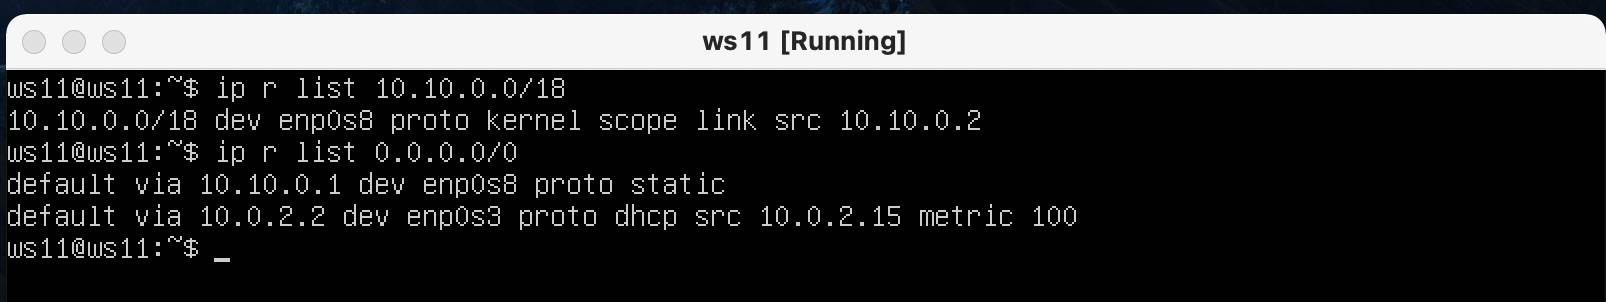 ws11 [Running]
ws11@ws11:~$ ip r list 10.10.0.0/18
10.10.0.0/18 dev enp0s8 proto kernel scope link src 10.10.0.2
ws11@ws11:~$ ip r list 0.0.0.0/0
default via 10.10.0.1 dev enp0s8 proto static
default via 10.0.2.2 dev enp0s3 proto dhcp src 10.0.2.15 metric 100
ws11@ws11:~$ _